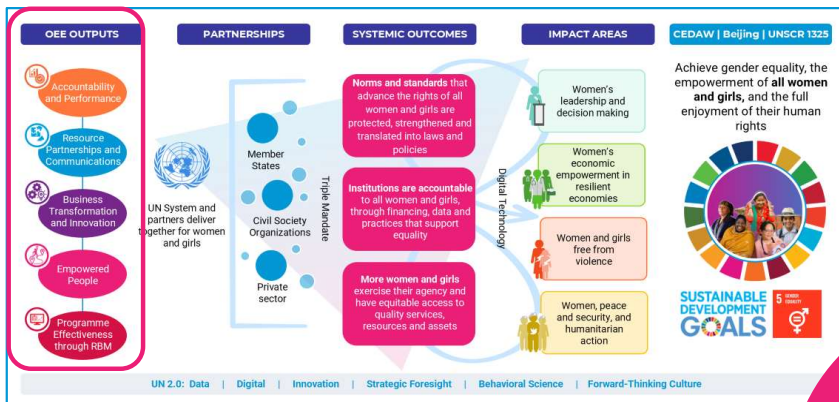 OEE OUTPUTS
Accountability
and Performance
Resource
Partnerships and
Communications
Business
Transformation
and Innovation
Empowered
People
Programme
Effectiveness
through RBM
PARTNERSHIPS
UN System and
partners deliver
together for women
and girls
Member
States
Civil Society
Organizations
Private
sector
Triple Mandate
SYSTEMIC OUTCOMES
Norms and standards that
advance the rights of all
women and girls are
protected, strengthened and
translated into laws and
policies
Institutions are accountable
to all women and girls,
through financing, data and
practices that support
equality
More women and girls
exercise their agency and
have equitable access to
quality services,
resources and assets
Digital Technology
IMPACT AREAS
Women's
leadership and
decision making
Women's
economic
empowerment in
resilient
economies
Women and girls
free from
violence
Women, peace
and security, and
humanitarian
action
CEDAW | Beijing | UNSCR 1325
Achieve gender equality, the
empowerment of all women
and girls, and the full
enjoyment of their human
rights
SUSTAINABLE
DEVELOPMENT
GOALS
5 GENDER
EQUALITY
UN 2.0: Data | Digital | Innovation | Strategic Foresight | Behavioral Science | Forward-Thinking Culture